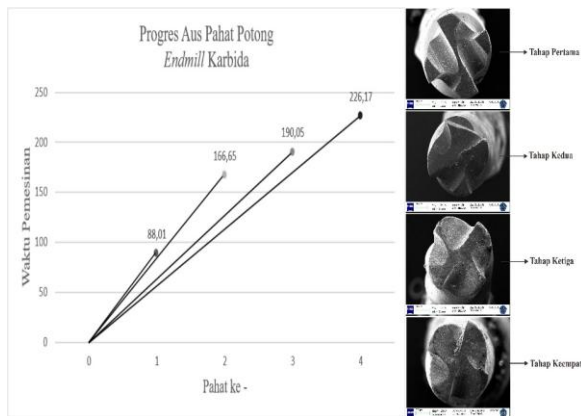 Progres Aus Pahat Potong
Endmill Karbida
Waktu Pemesinan
250
200
150
100
50
0
88,01
166,65
190,05
226,17
0 1 2 3 4
Pahat ke -
Tahap Pertama
Tahap Kedua
Tahap Ketiga
Tahap Keempat